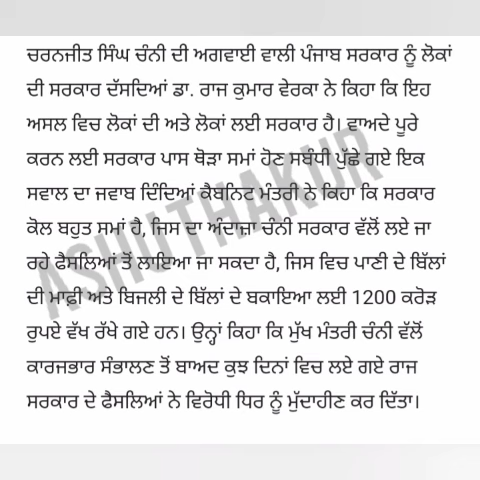 ਚਰਨਜੀਤ ਸਿੰਘ ਚੰਨੀ ਦੀ ਅਗਵਾਈ ਵਾਲੀ ਪੰਜਾਬ ਸਰਕਾਰ ਨੂੰ ਲੋਕਾਂ
ਦੀ ਸਰਕਾਰ ਦੱਸਦਿਆਂ ਡਾ. ਰਾਜ ਕੁਮਾਰ ਵੇਰਕਾ ਨੇ ਕਿਹਾ ਕਿ ਇਹ
ਅਸਲ ਵਿਚ ਲੋਕਾਂ ਦੀ ਅਤੇ ਲੋਕਾਂ ਲਈ ਸਰਕਾਰ ਹੈ। ਵਾਅਦੇ ਪੂਰੇ
ਕਰਨ ਲਈ ਸਰਕਾਰ ਪਾਸ ਥੋੜਾ ਸਮਾਂ ਹੋਣ ਸਬੰਧੀ ਪੁੱਛੇ ਗਏ ਇਕ
ਸਵਾਲ ਦਾ ਜਵਾਬ ਦਿੰਦਿਆਂ ਕੈਬਨਿਟ ਮੰਤਰੀ ਨੇ ਕਿਹਾ ਕਿ ਸਰਕਾਰ
ਕੋਲ ਬਹੁਤ ਸਮਾਂ ਹੈ, ਜਿਸ ਦਾ ਅੰਦਾਜ਼ਾ ਚੰਨੀ ਸਰਕਾਰ ਵੱਲੋਂ ਲਏ ਜਾ
ਰਹੇ ਫੈਸਲਿਆਂ ਤੋਂ ਲਾਇਆ ਜਾ ਸਕਦਾ ਹੈ, ਜਿਸ ਵਿਚ ਪਾਣੀ ਦੇ ਬਿੱਲਾਂ
ਦੀ ਮਾਫ਼ੀ ਅਤੇ ਬਿਜਲੀ ਦੇ ਬਿੱਲਾਂ ਦੇ ਬਕਾਇਆ ਲਈ 1200 ਕਰੋੜ
ਰੁਪਏ ਵੱਖ ਰੱਖੇ ਗਏ ਹਨ। ਉਨ੍ਹਾਂ ਕਿਹਾ ਕਿ ਮੁੱਖ ਮੰਤਰੀ ਚੰਨੀ ਵੱਲੋਂ
ਕਾਰਜਭਾਰ ਸੰਭਾਲਣ ਤੋਂ ਬਾਅਦ ਕੁਝ ਦਿਨਾਂ ਵਿਚ ਲਏ ਗਏ ਰਾਜ
ਸਰਕਾਰ ਦੇ ਫੈਸਲਿਆਂ ਨੇ ਵਿਰੋਧੀ ਧਿਰ ਨੂੰ ਮੁੱਦਾਹੀਣ ਕਰ ਦਿੱਤਾ।
ASHUTHAKUR